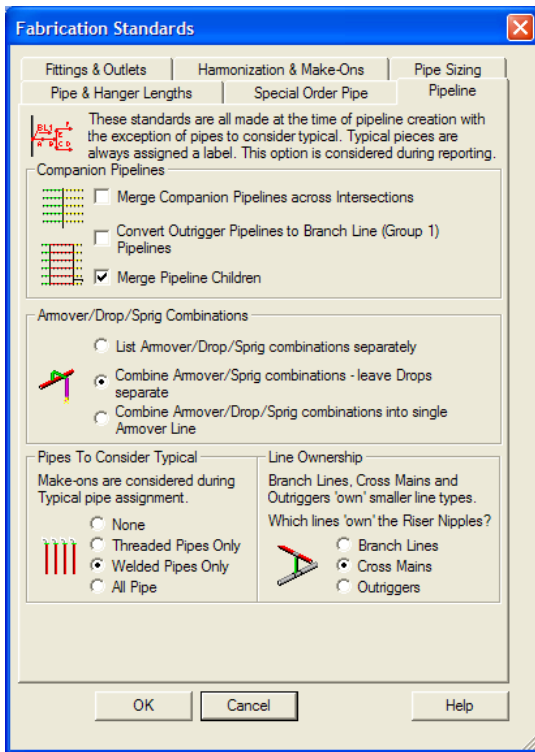 Fabrication Standards
Fittings & Outlets
Harmonization & Make-Ons
Pipe Sizing
Pipe & Hanger Lengths
Special Order Pipe
Pipeline
These standards are all made at the time of pipeline creation with
the exception of pipes to consider typical. Typical pieces are
always assigned a label. This option is considered during reporting.
Companion Pipelines
Merge Companion Pipelines across Intersections
Convert Outrigger Pipelines to Branch Line (Group 1)
Pipelines
Merge Pipeline Children
Armover/Drop/Sprig Combinations
List Armover/Drop/Sprig combinations separately
Combine Armover/Sprig combinations - leave Drops
separate
Combine Armover/Drop/Sprig combinations into single
Armover Line
Pipes To Consider Typical
Make-ons are considered during
Typical pipe assignment.
None
Threaded Pipes Only
Welded Pipes Only
All Pipe
Line Ownership
Branch Lines, Cross Mains and
Outriggers 'own' smaller line types.
Which lines 'own' the Riser Nipples?
Branch Lines
Cross Mains
Outriggers
OK
Cancel
Help